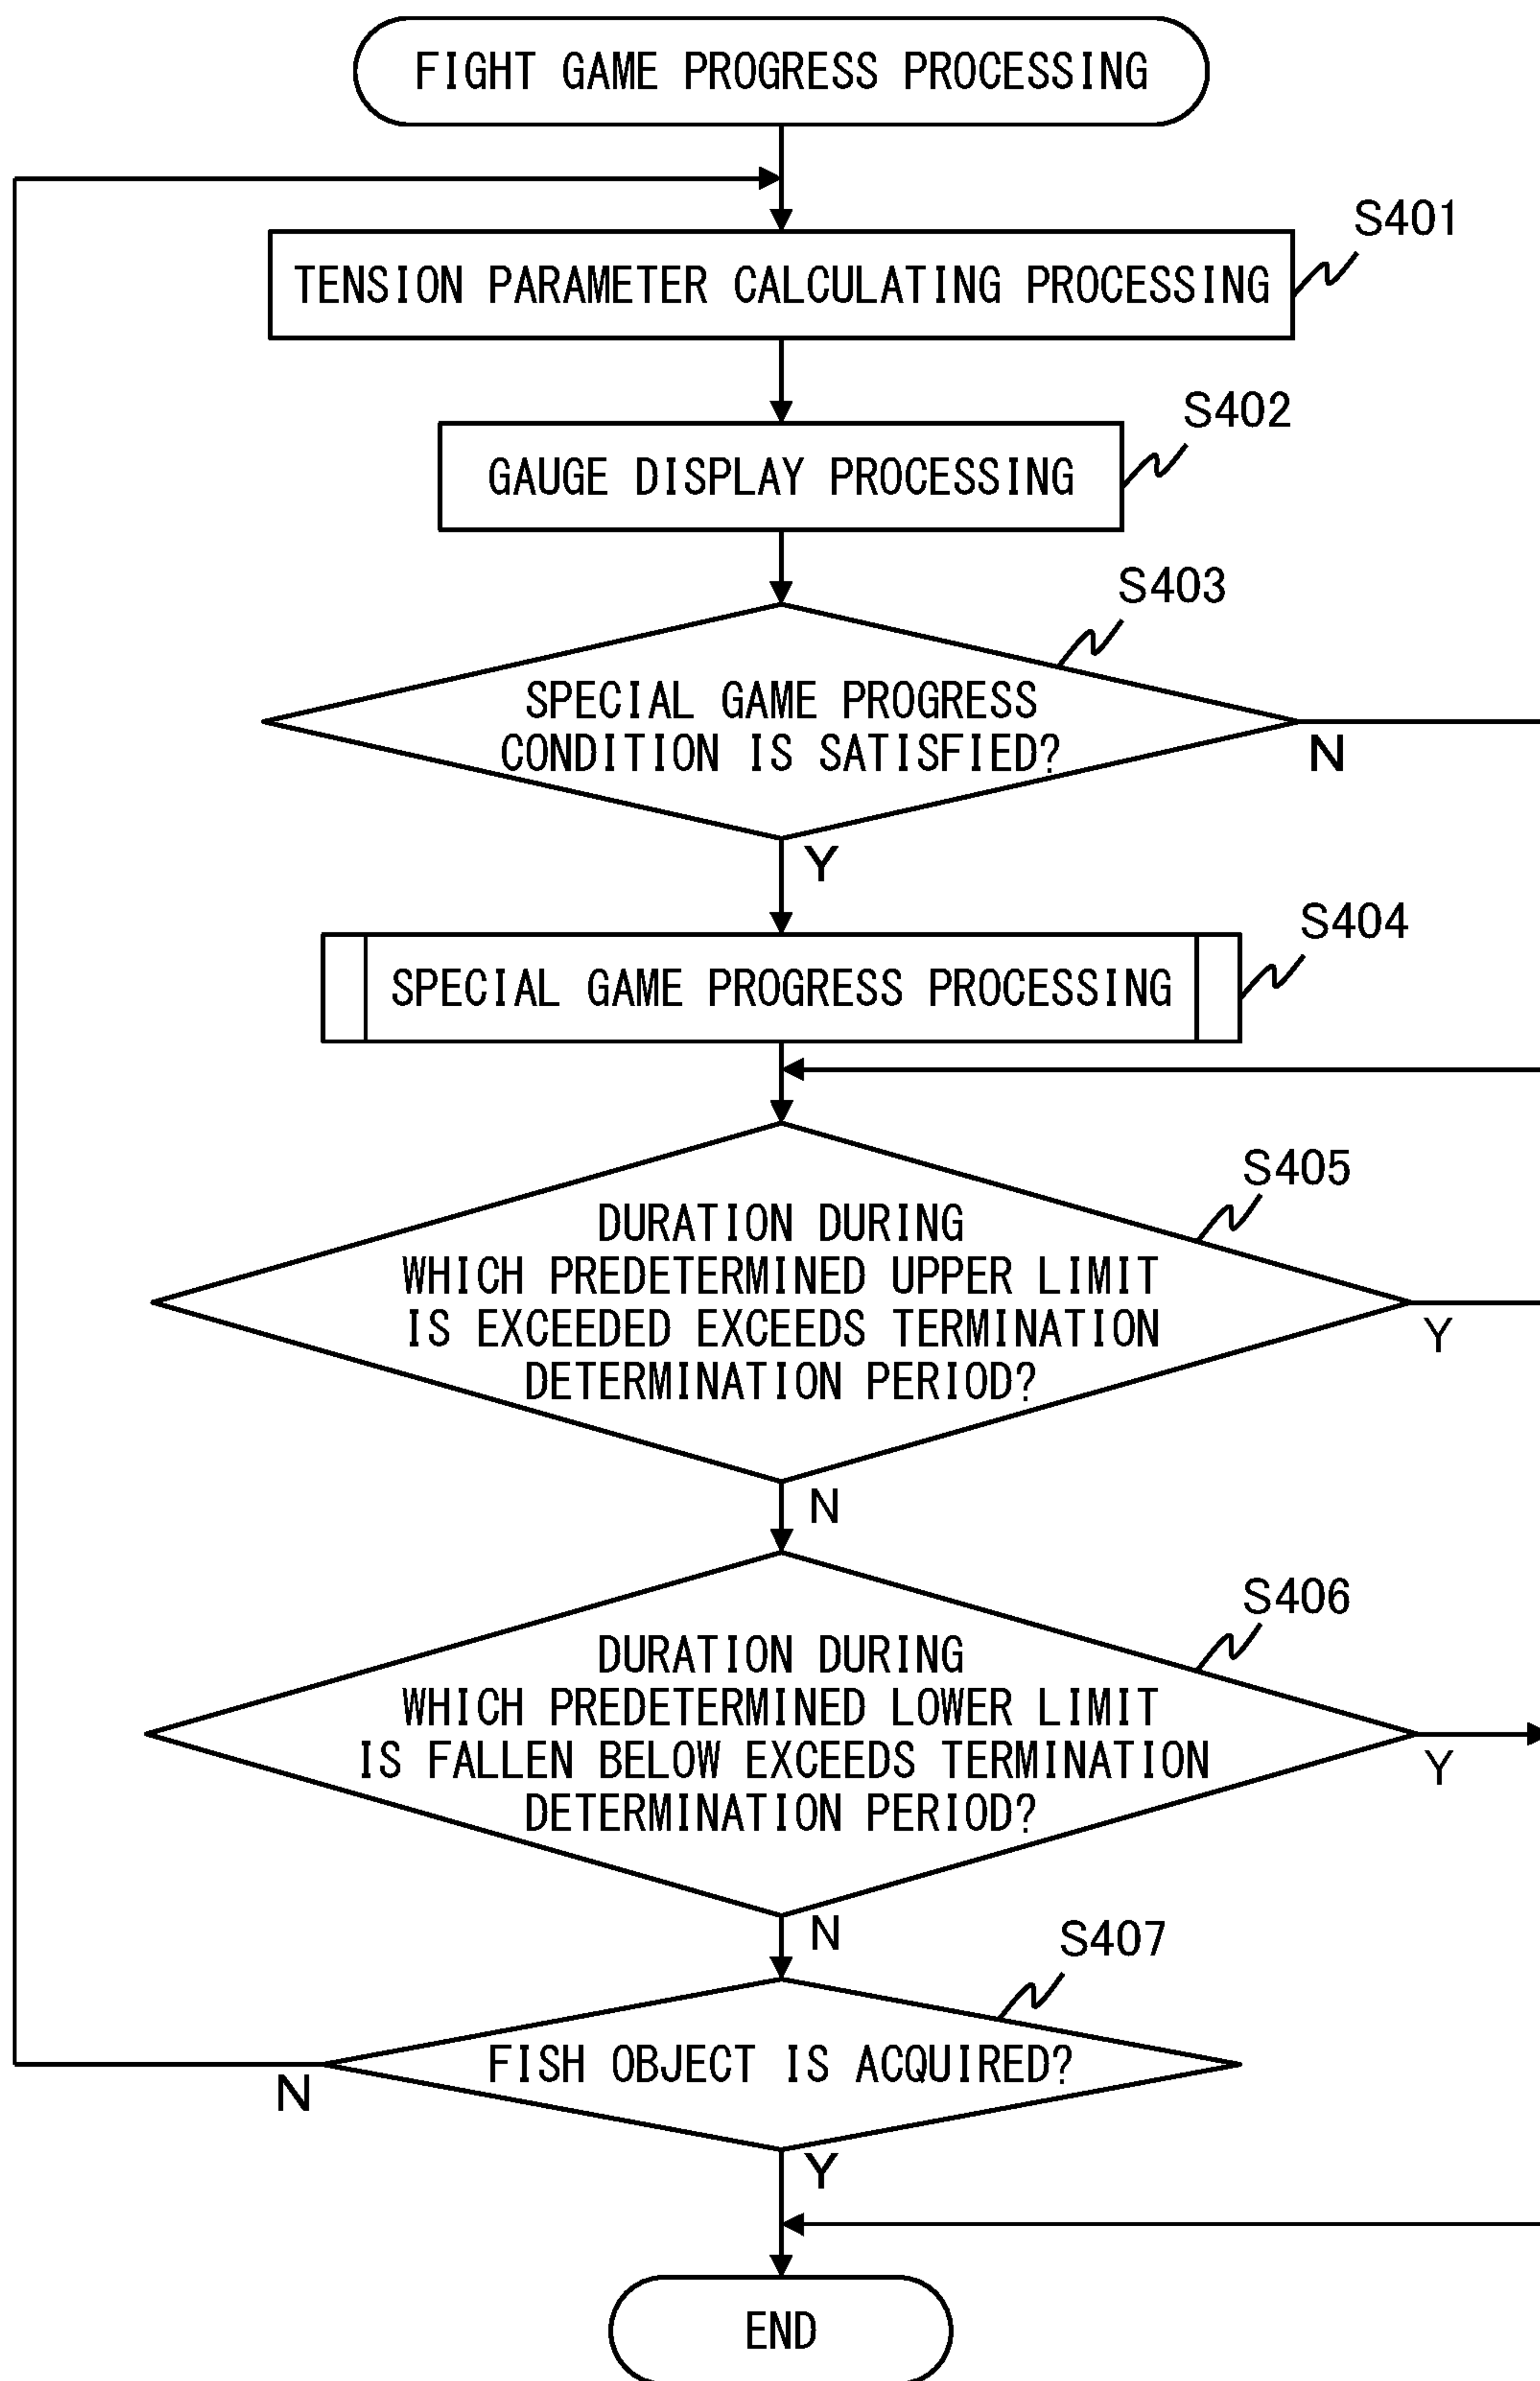 FIGHT GAME PROGRESS PROCESSING
S401
TENSION PARAMETER CALCULATING PROCESSING
S402
GAUGE DISPLAY PROCESSING
S403
SPECIAL GAME PROGRESS
CONDITION IS SATISFIED?
N
Y
S404
SPECIAL GAME PROGRESS PROCESSING
S405
DURATION DURING
WHICH PREDETERMINED UPPER LIMIT
IS EXCEEDED EXCEEDS TERMINATION
DETERMINATION PERIOD?
Y
N
S406
DURATION DURING
WHICH PREDETERMINED LOWER LIMIT
IS FALLEN BELOW EXCEEDS TERMINATION
DETERMINATION PERIOD?
Y
N
S407
FISH OBJECT IS ACQUIRED?
N
Y
END